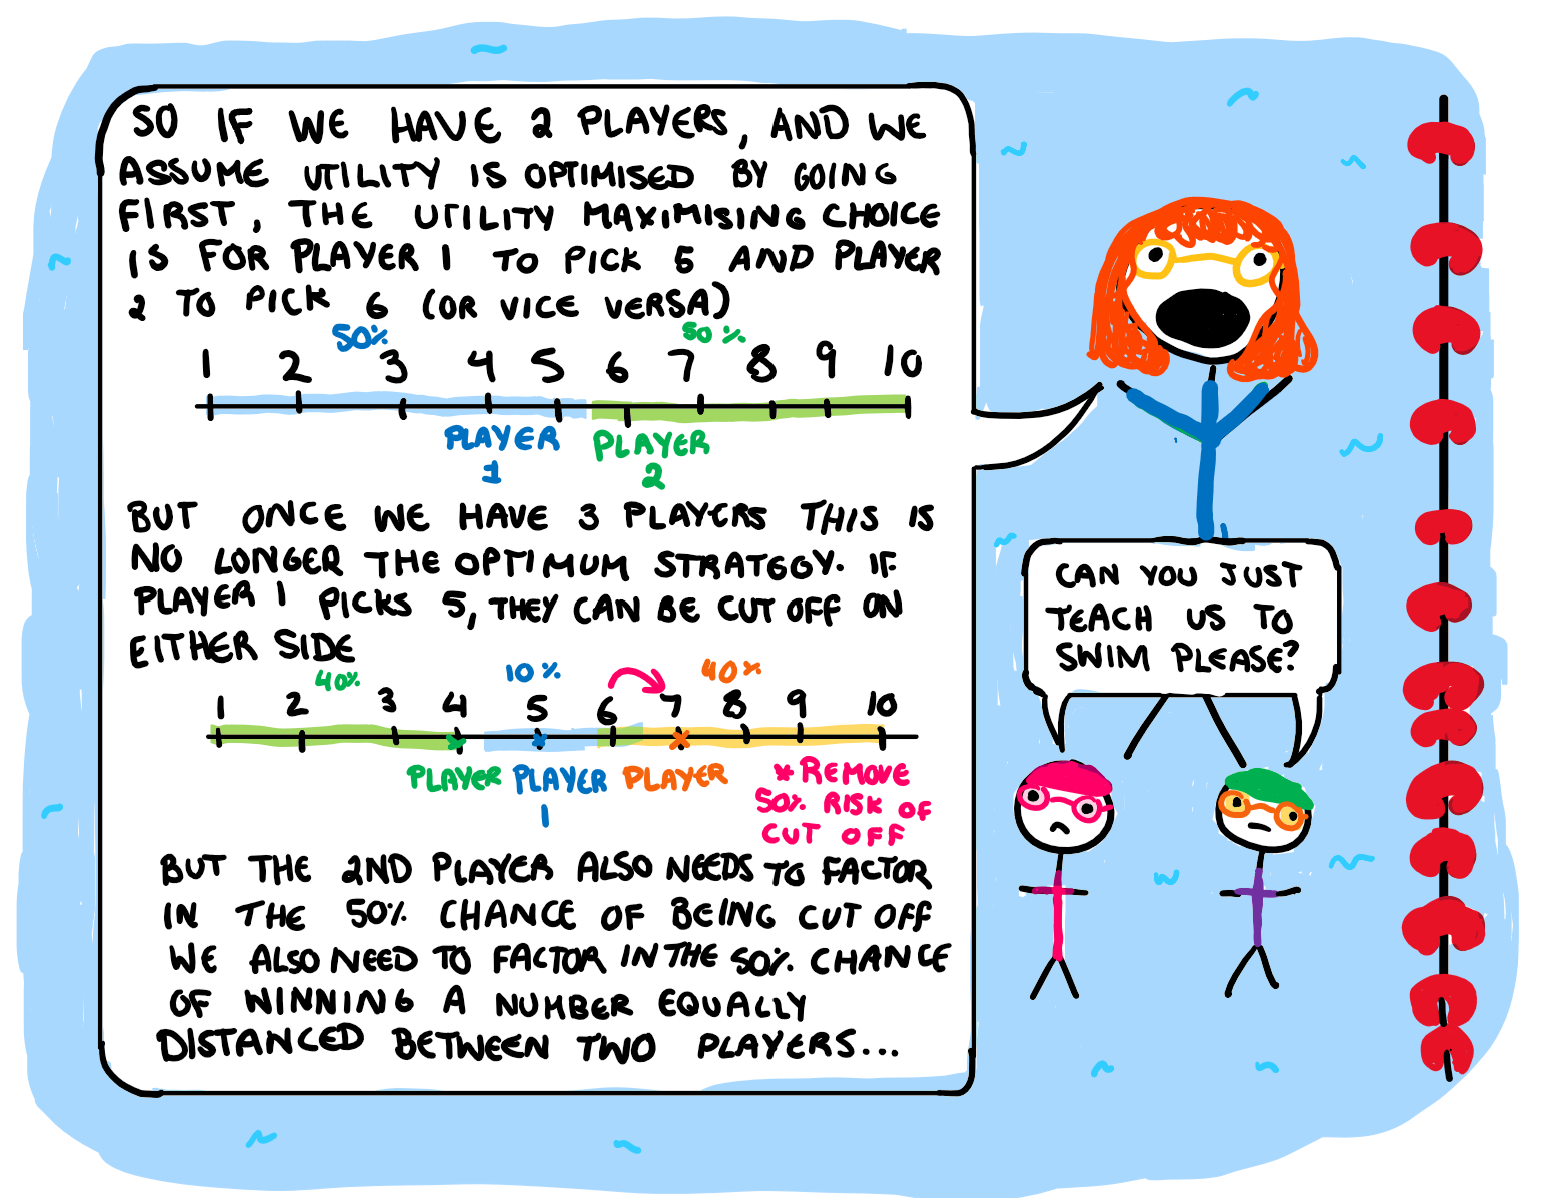 SO IF WE HAVE 2 PLAYERS, AND WE
ASSUME UTILITY IS OPTIMISED BY GOING
FIRST, THE UTILITY MAXIMISING CHOICE
IS FOR PLAYER 1 TO PICK 5 AND PLAYER
2 TO PICK 6 (OR VICE VERSA)
50% 50%
1 2 3 4 5 6 7 8 9 10
PLAYER 1
PLAYER 2
BUT ONCE WE HAVE 3 PLAYERS THIS IS
NO LONGER THE OPTIMUM STRATEGY. IF
PLAYER 1 PICKS 5, THEY CAN BE CUT OFF ON
EITHER SIDE
40% 10% 40%
1 2 3 4 5 6 7 8 9 10
PLAYER
PLAYER 1
PLAYER
* REMOVE
50% RISK OF
CUT OFF
BUT THE 2ND PLAYER ALSO NEEDS TO FACTOR
IN THE 50% CHANCE OF BEING CUT OFF
WE ALSO NEED TO FACTOR IN THE 50% CHANCE
OF WINNING A NUMBER EQUALLY
DISTANCED BETWEEN TWO PLAYERS...
CAN YOU JUST
TEACH US TO
SWIM PLEASE?